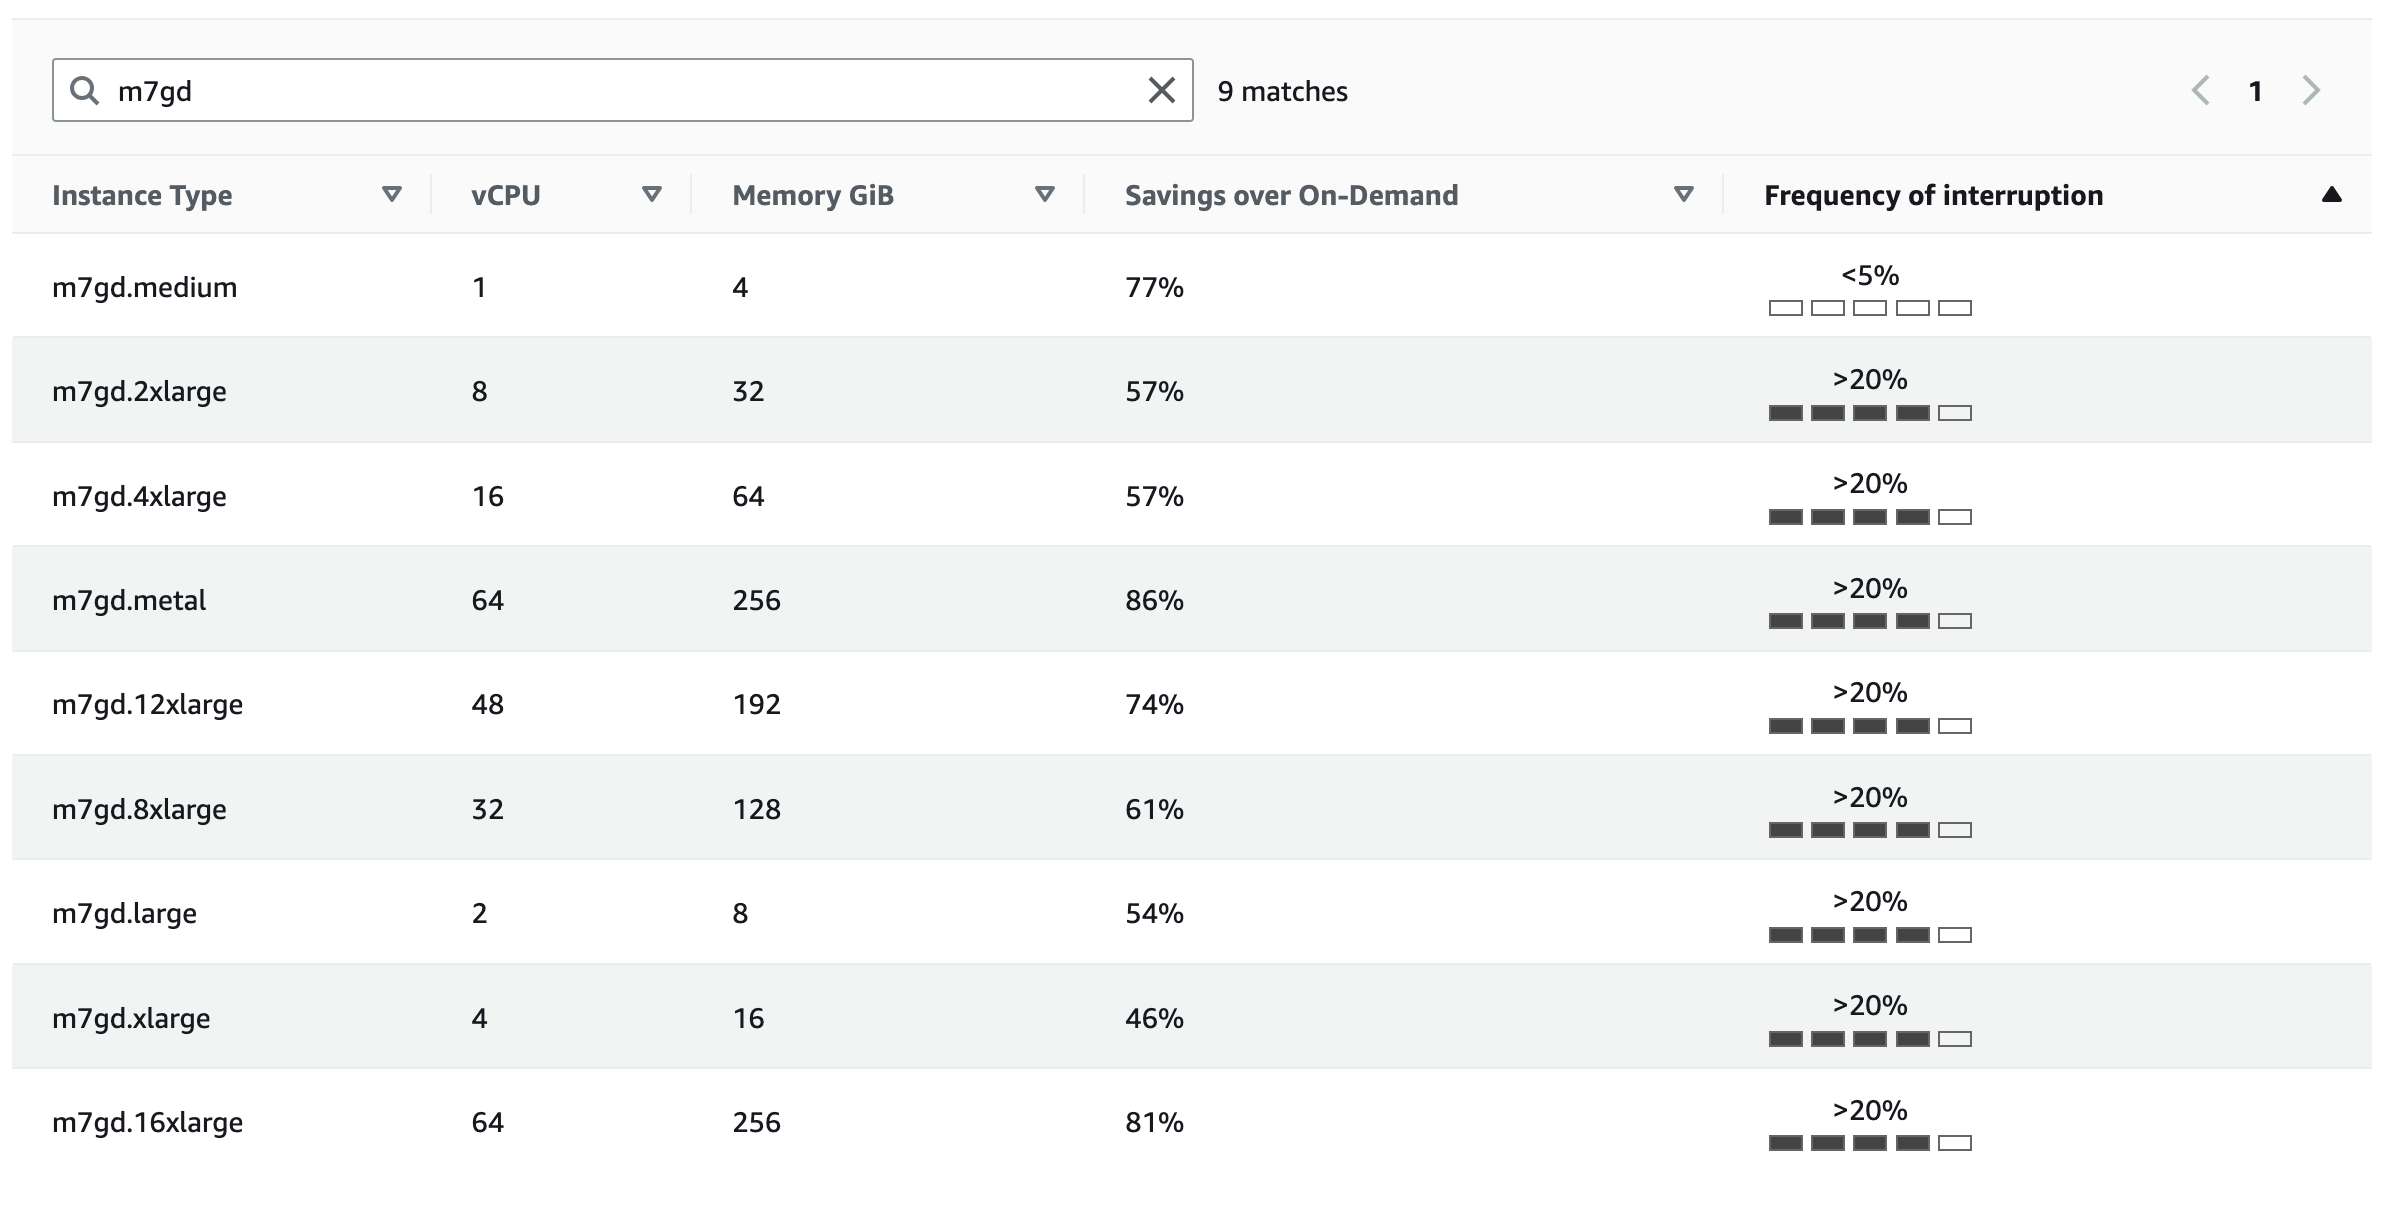 m7gd
9 matches
1
Instance Type vCPU Memory GiB Savings over On-Demand Frequency of interruption
m7gd.medium 1 4 77% <5%
m7gd.2xlarge 8 32 57% >20%
m7gd.4xlarge 16 64 57% >20%
m7gd.metal 64 256 86% >20%
m7gd.12xlarge 48 192 74% >20%
m7gd.8xlarge 32 128 61% >20%
m7gd.large 2 8 54% >20%
m7gd.xlarge 4 16 46% >20%
m7gd.16xlarge 64 256 81% >20%